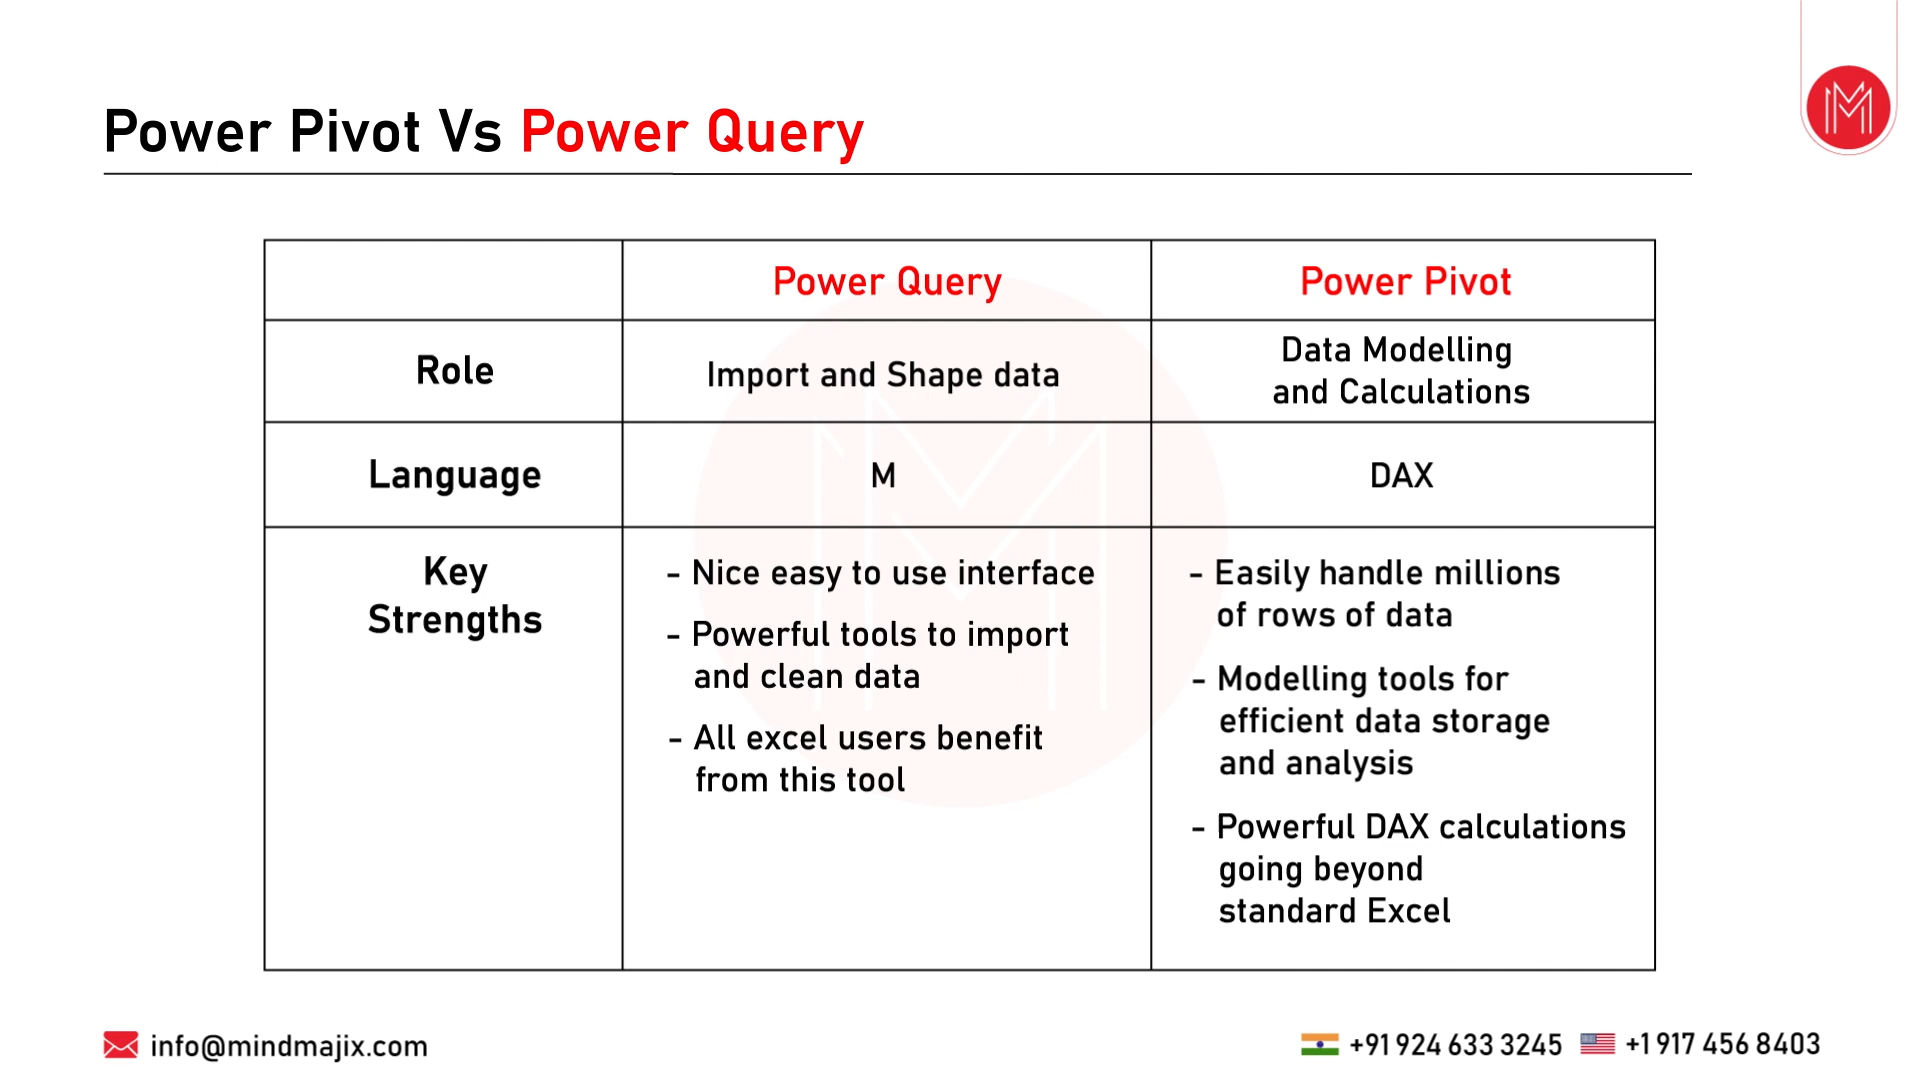 Power Pivot Vs Power Query
Power Query
Power Pivot
Role
Import and Shape data
Data Modelling
and Calculations
Language
M
DAX
Key
Strengths
- Nice easy to use interface
- Powerful tools to import
and clean data
- All excel users benefit
from this tool
- Easily handle millions
of rows of data
- Modelling tools for
efficient data storage
and analysis
- Powerful DAX calculations
going beyond
standard Excel
info@mindmajix.com
+91 924 633 3245
+1 917 456 8403